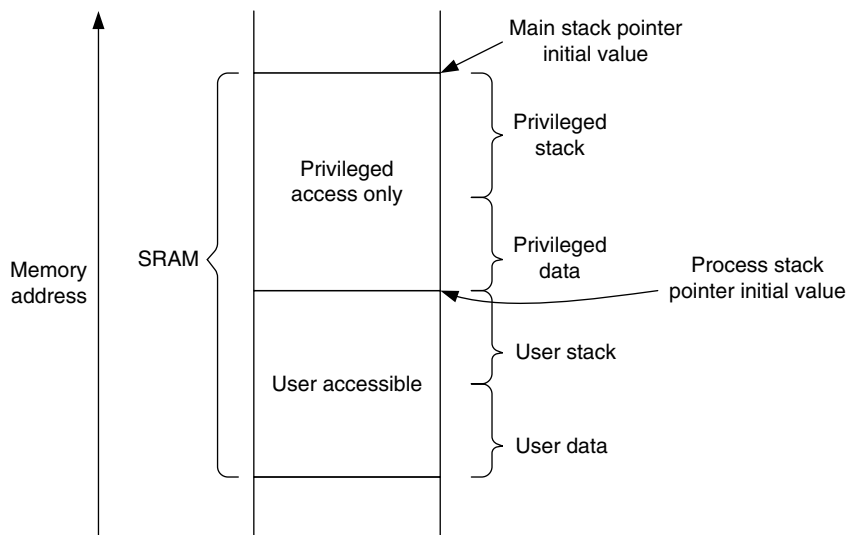 Main stack pointer
initial value
Privileged
stack
Privileged
access only
Privileged
data
SRAM
Memory
address
Process stack
pointer initial value
User stack
User accessible
User data